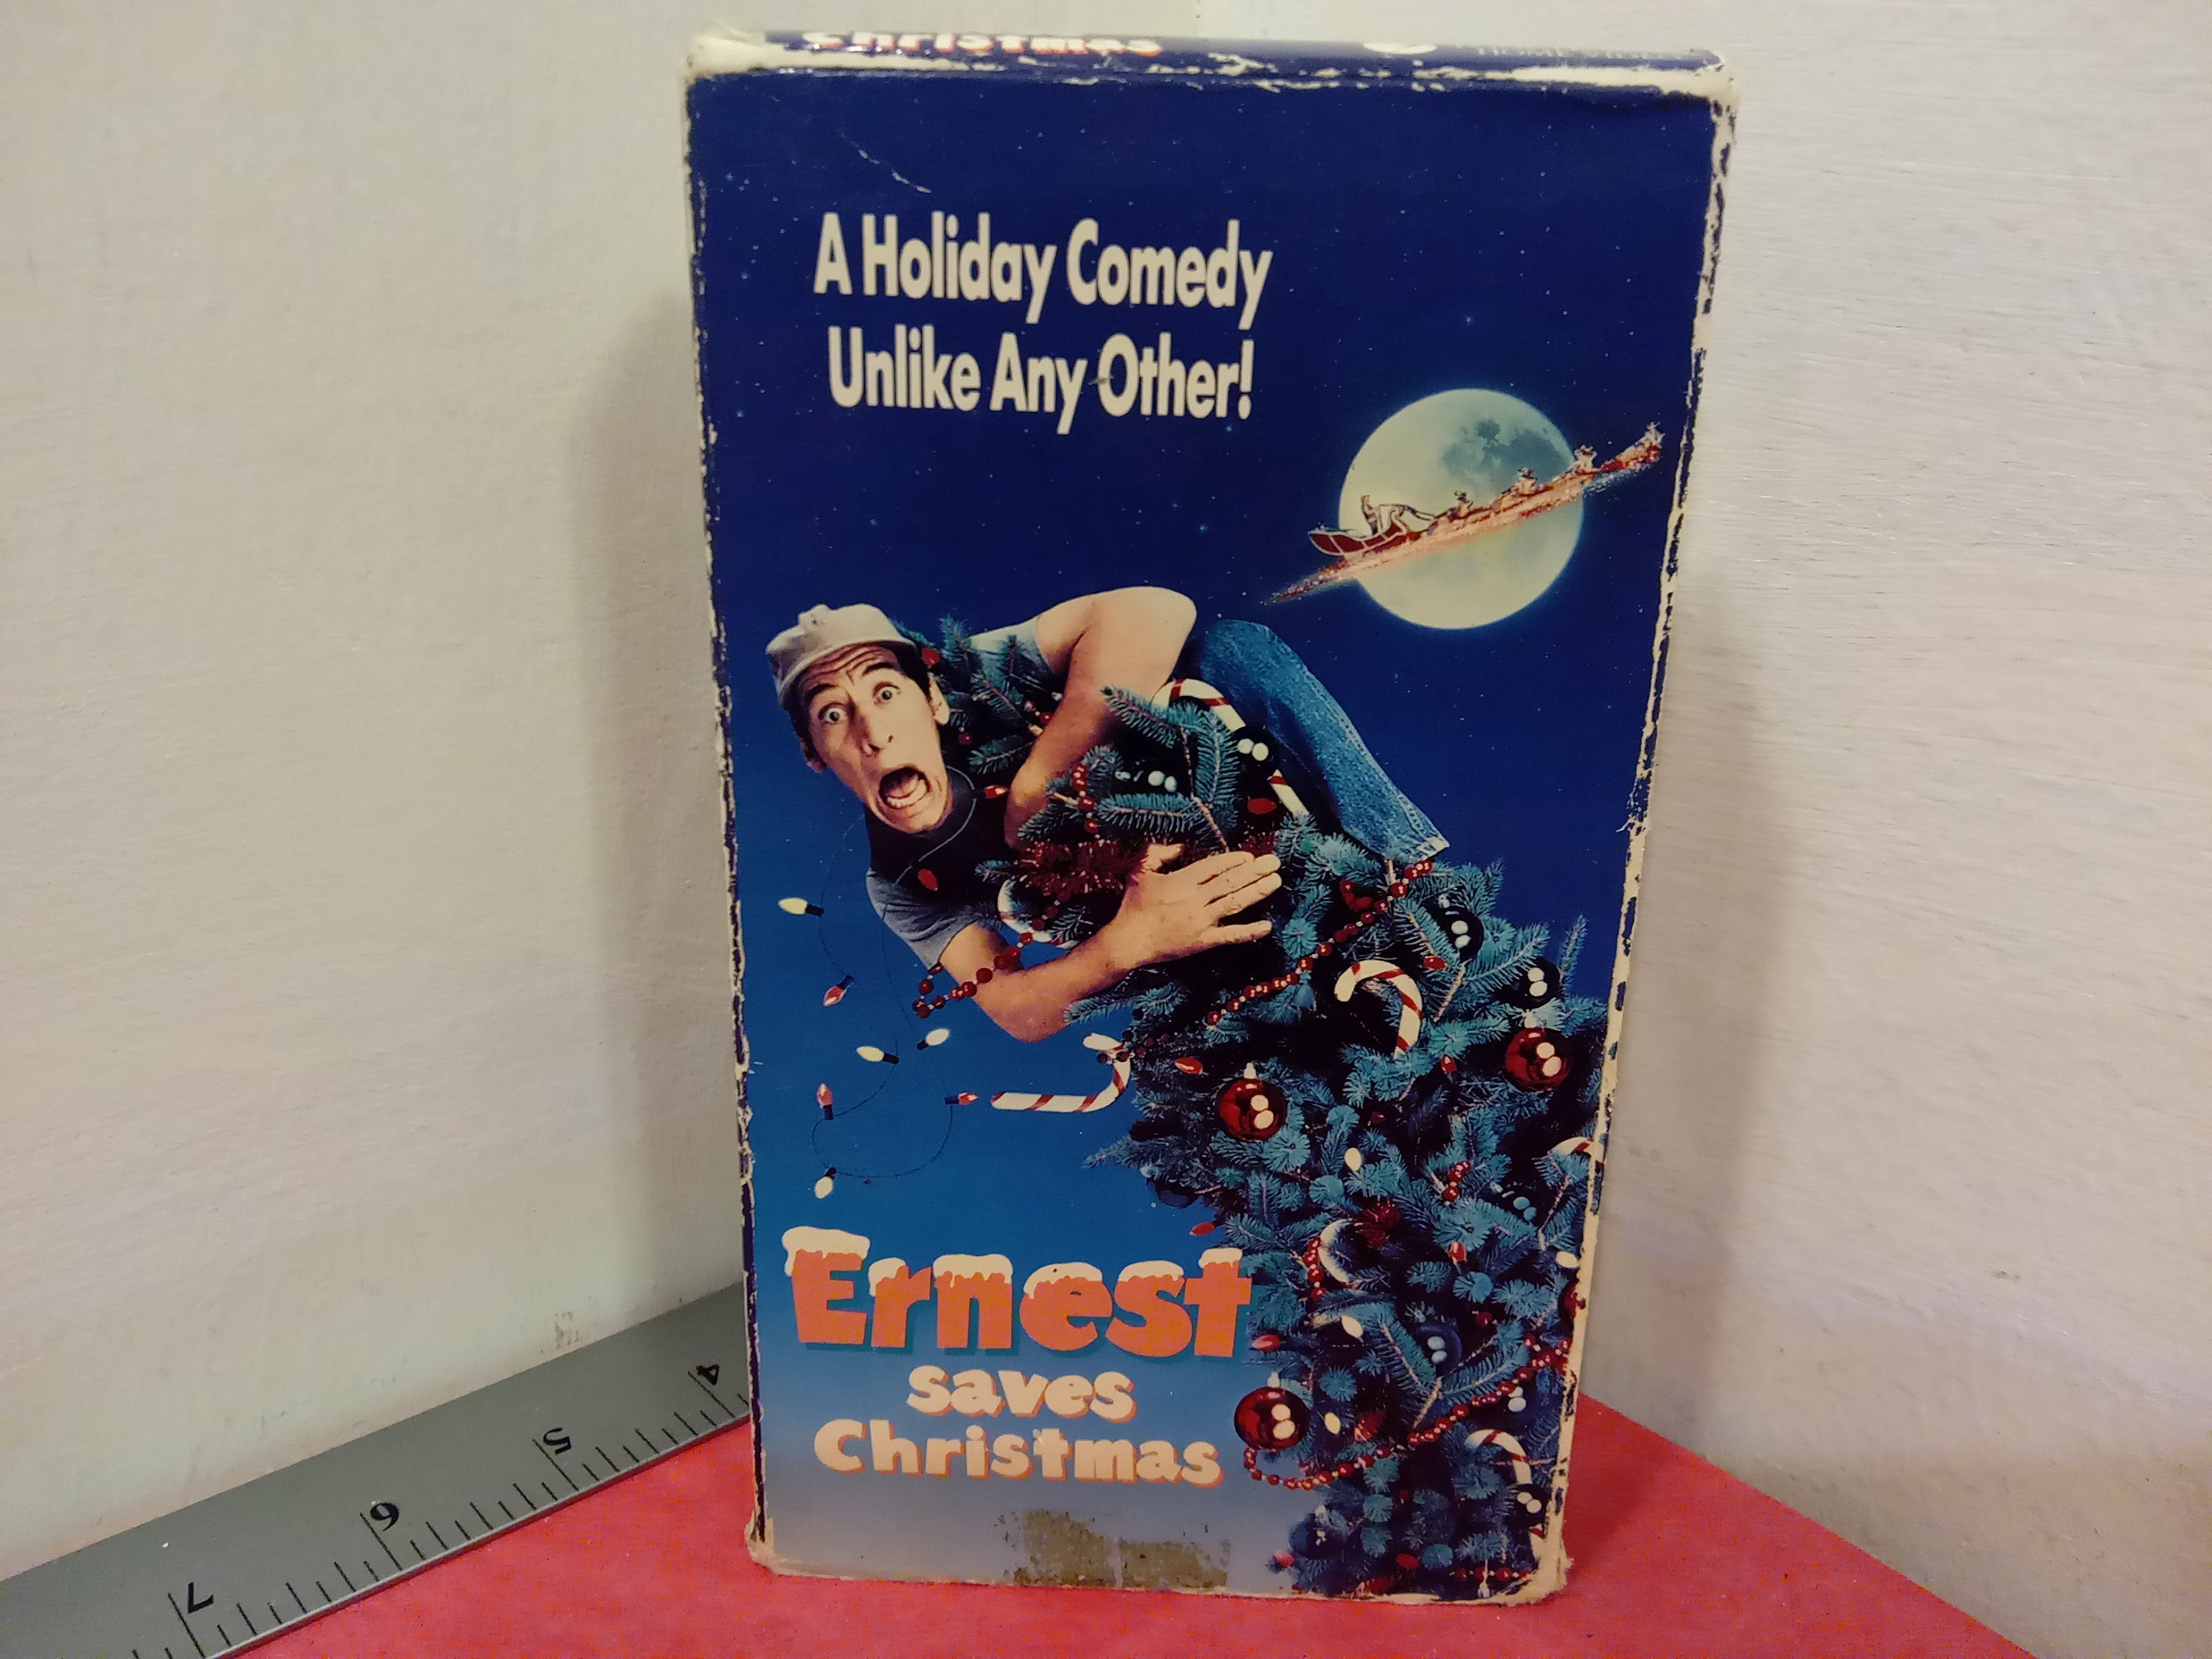 Christmas
A Holiday Comedy
Unlike Any Other!
Ernest
saves
Christmas
4
5
6
7